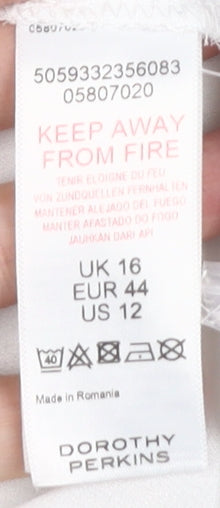 05807020
5059332356083
05807020
KEEP AWAY
FROM FIRE
TENIR ELOIGNE DU FEU
VON ZUNDQUELLEN FERNHALTEN
MANTENER ALEJADO DEL FUEGO
MANTER AFASTADO DO FOGO
JAUHKAN DARI API
UK 16
EUR 44
US 12
40
Made in Romania
DOROTHY
PERKINS